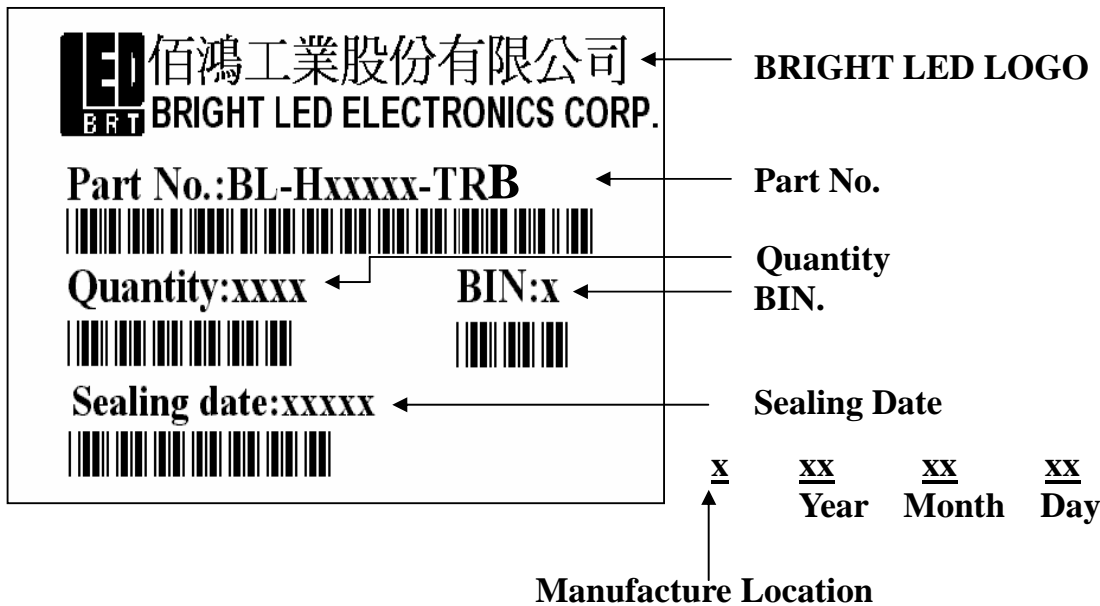 LED 佰鴻工業股份有限公司 BRIGHT LED LOGO
BRT BRIGHT LED ELECTRONICS CORP.
Part No.:BL-Hxxxxx-TRB Part No.
Quantity:xxxx BIN:x Quantity
BIN.
Sealing date:xxxxx Sealing Date
x xx xx xx
Year Month Day
Manufacture Location